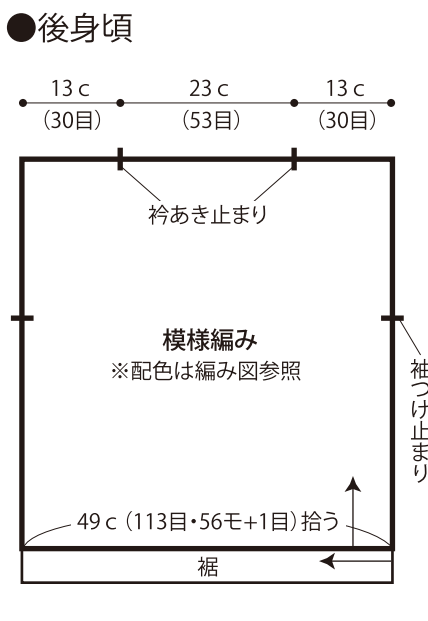 ●後身頃
13c 23c 13c
（30目） （53目） （30目）
衿あき止まり
模様編み
※配色は編み図参照
袖つけ止まり
49c（113目・56モ+1目）拾う
裾